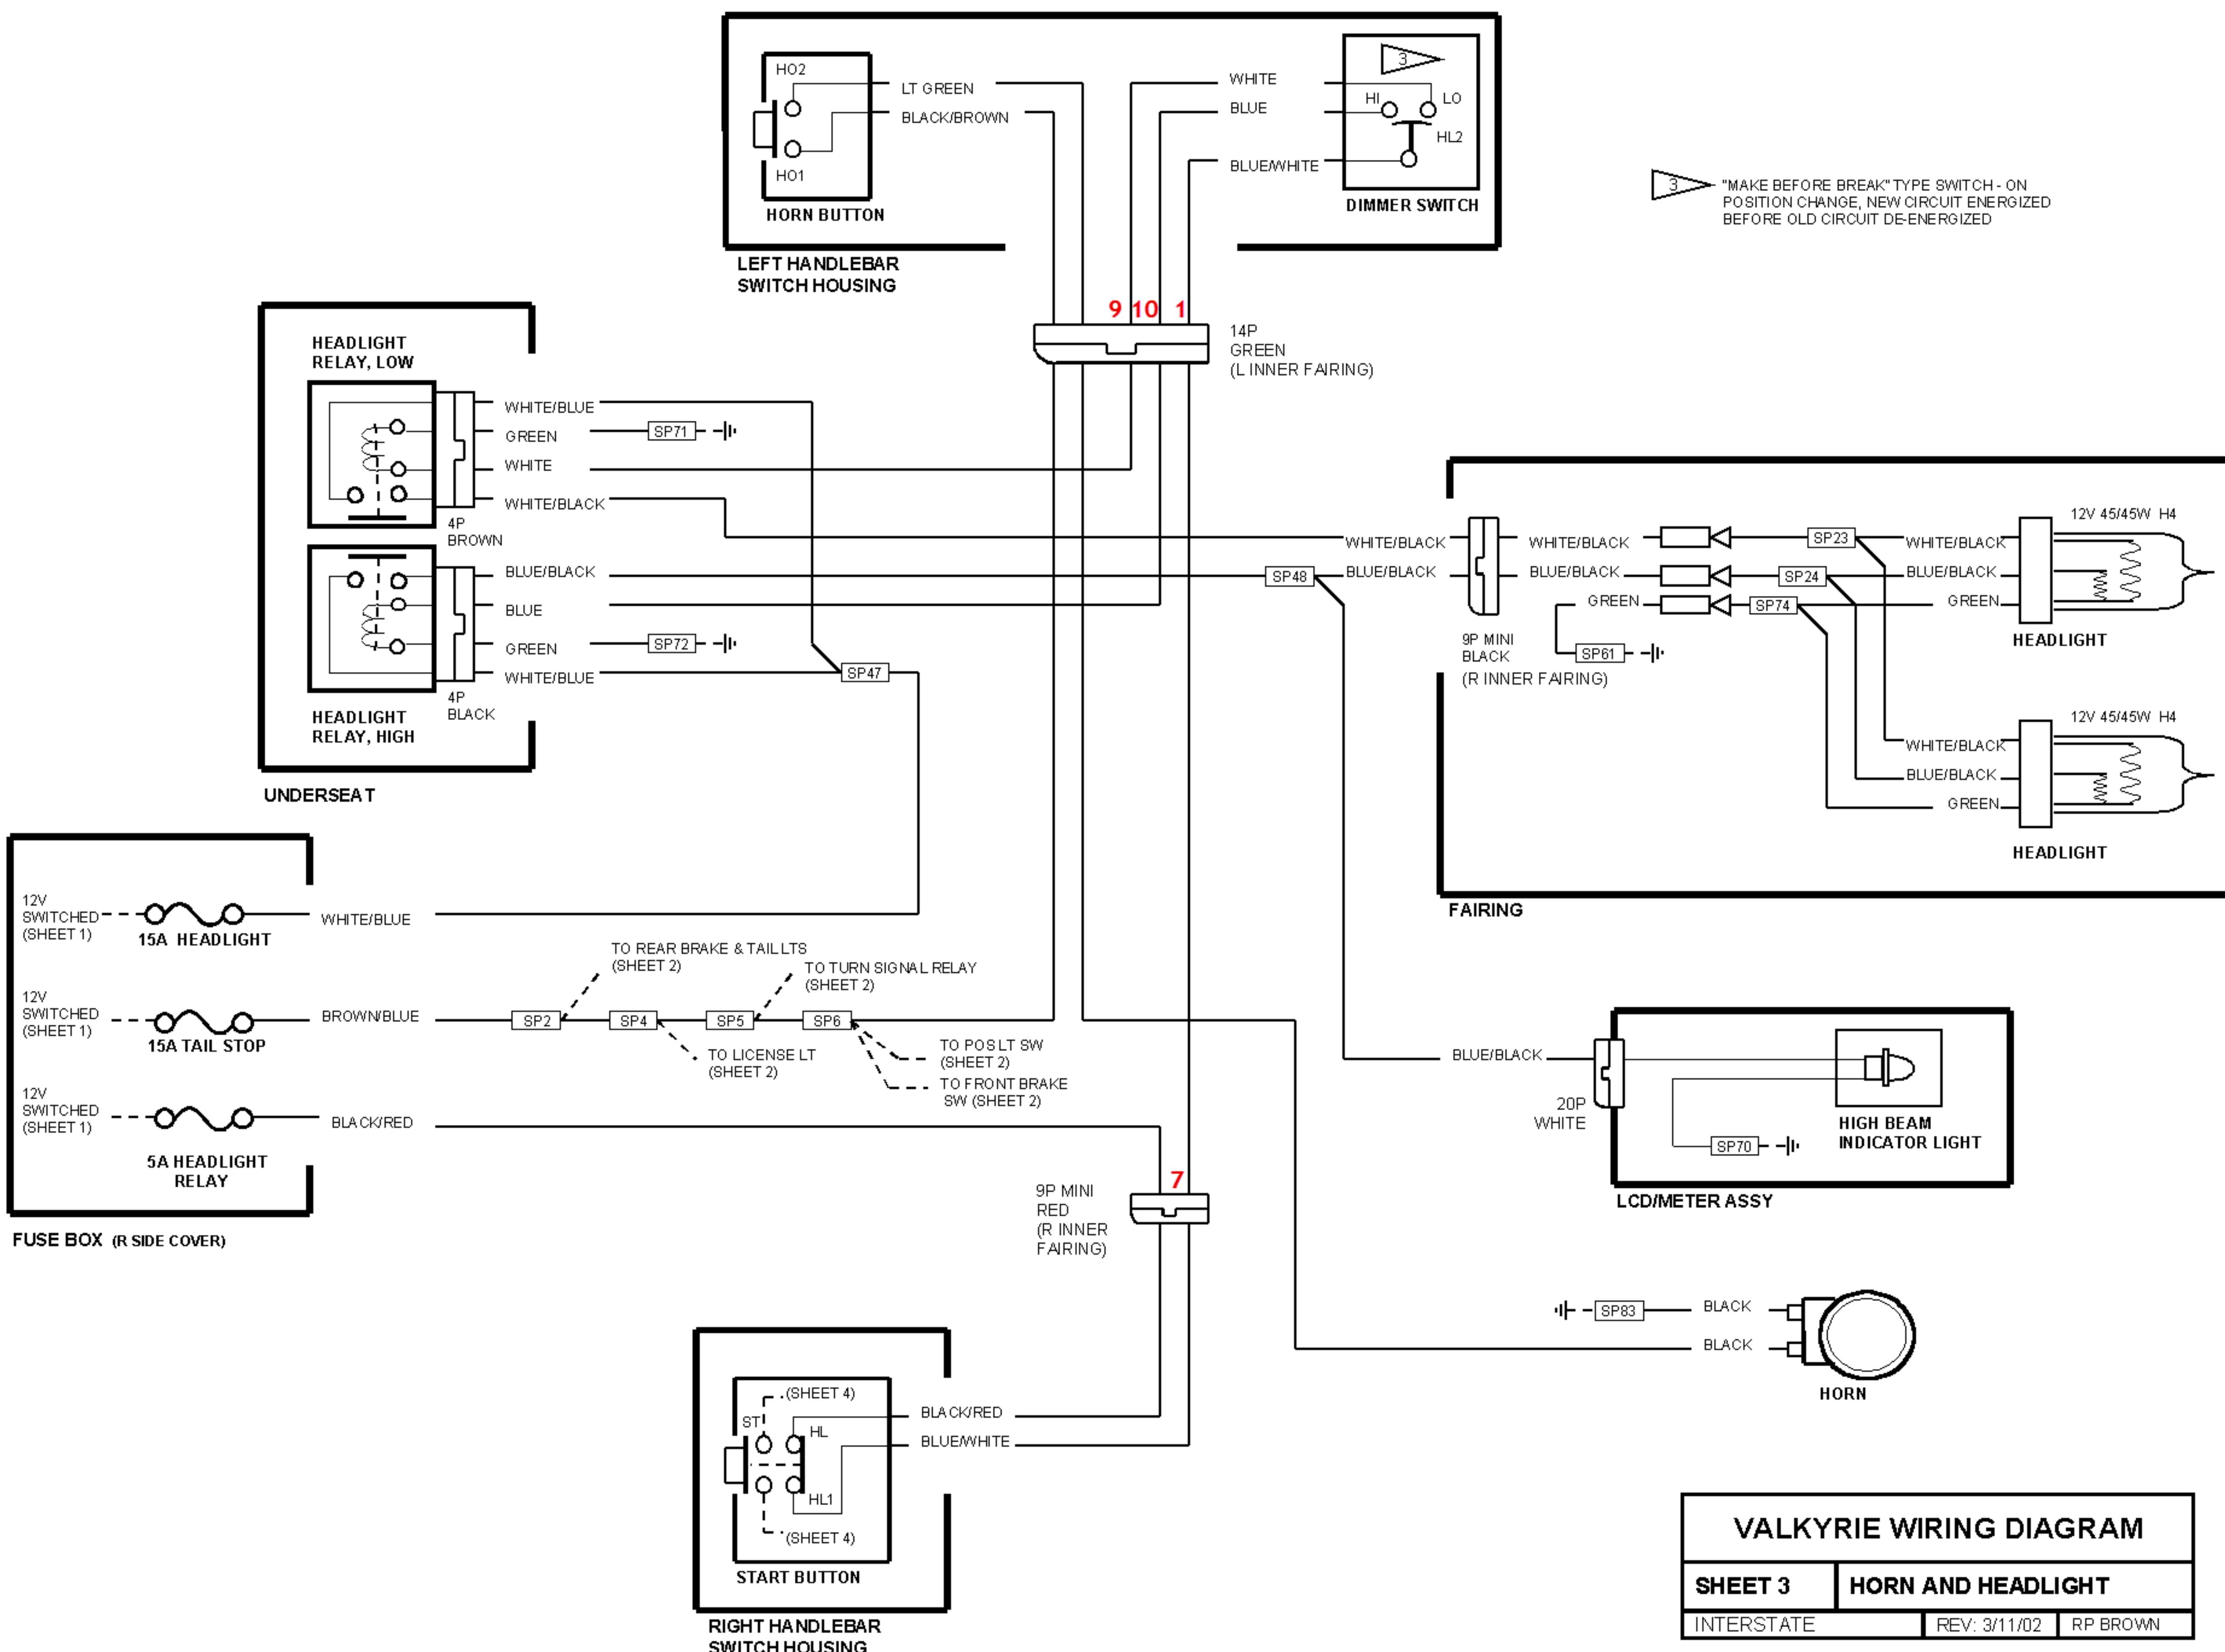 HO2
LT GREEN
BLACK/BROWN
HO1
HORN BUTTON
WHITE
BLUE
BLUE/WHITE
3
HI
LO
HL2
DIMMER SWITCH
LEFT HANDLEBAR
SWITCH HOUSING
3
"MAKE BEFORE BREAK" TYPE SWITCH - ON
POSITION CHANGE, NEW CIRCUIT ENERGIZED
BEFORE OLD CIRCUIT DE-ENERGIZED
9 10 1
14P
GREEN
(L INNER FAIRING)
HEADLIGHT
RELAY, LOW
WHITE/BLUE
GREEN
SP71
WHITE
WHITE/BLACK
4P
BROWN
BLUE/BLACK
BLUE
GREEN
SP72
WHITE/BLUE
SP47
4P
BLACK
HEADLIGHT
RELAY, HIGH
UNDERSEAT
SP48
WHITE/BLACK
BLUE/BLACK
9P MINI
BLACK
(R INNER FAIRING)
WHITE/BLACK
BLUE/BLACK
GREEN
SP61
SP23
SP24
SP74
12V 45/45W H4
WHITE/BLACK
BLUE/BLACK
GREEN
HEADLIGHT
12V 45/45W H4
WHITE/BLACK
BLUE/BLACK
GREEN
HEADLIGHT
FAIRING
12V
SWITCHED
(SHEET 1)
15A HEADLIGHT
WHITE/BLUE
12V
SWITCHED
(SHEET 1)
15A TAIL STOP
BROWN/BLUE
SP2
SP4
SP5
SP6
TO REAR BRAKE & TAIL LTS
(SHEET 2)
TO TURN SIGNAL RELAY
(SHEET 2)
TO LICENSE LT
(SHEET 2)
TO POS LT SW
(SHEET 2)
TO FRONT BRAKE
SW (SHEET 2)
12V
SWITCHED
(SHEET 1)
5A HEADLIGHT
RELAY
BLACK/RED
FUSE BOX (R SIDE COVER)
7
9P MINI
RED
(R INNER
FAIRING)
BLUE/BLACK
20P
WHITE
SP70
HIGH BEAM
INDICATOR LIGHT
LCD/METER ASSY
SP83
BLACK
BLACK
HORN
(SHEET 4)
ST
HL
HL1
(SHEET 4)
BLACK/RED
BLUE/WHITE
START BUTTON
RIGHT HANDLEBAR
SWITCH HOUSING
VALKYRIE WIRING DIAGRAM
SHEET 3
HORN AND HEADLIGHT
INTERSTATE
REV: 3/11/02
RP BROWN